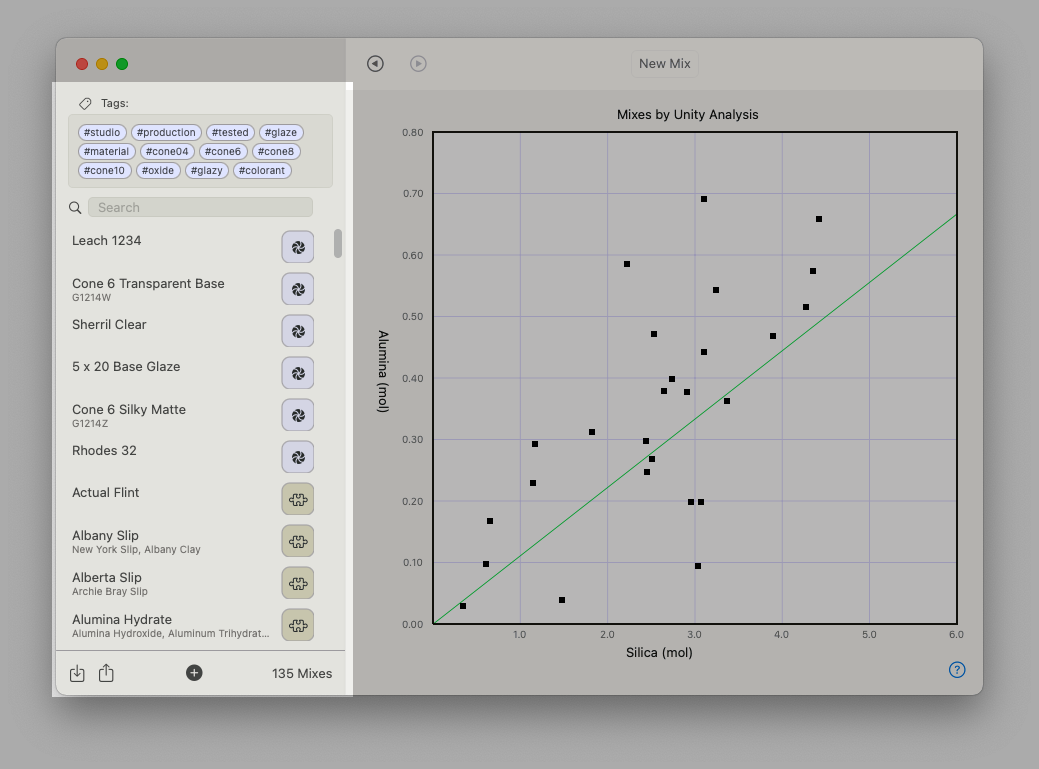 New Mix
Tags:
#studio #production #tested #glaze
#material #cone04 #cone6 #cone8
#cone10 #oxide #glazy #colorant
Search
Leach 1234
Cone 6 Transparent Base
G1214W
Sherril Clear
5 x 20 Base Glaze
Cone 6 Silky Matte
G1214Z
Rhodes 32
Actual Flint
Albany Slip
New York Slip, Albany Clay
Alberta Slip
Archie Bray Slip
Alumina Hydrate
Alumina Hydroxide, Aluminum Trihydrat...
135 Mixes
Mixes by Unity Analysis
0.80
0.70
0.60
0.50
0.40
0.30
0.20
0.10
0.00
Alumina (mol)
1.0 2.0 3.0 4.0 5.0 6.0
Silica (mol)
?